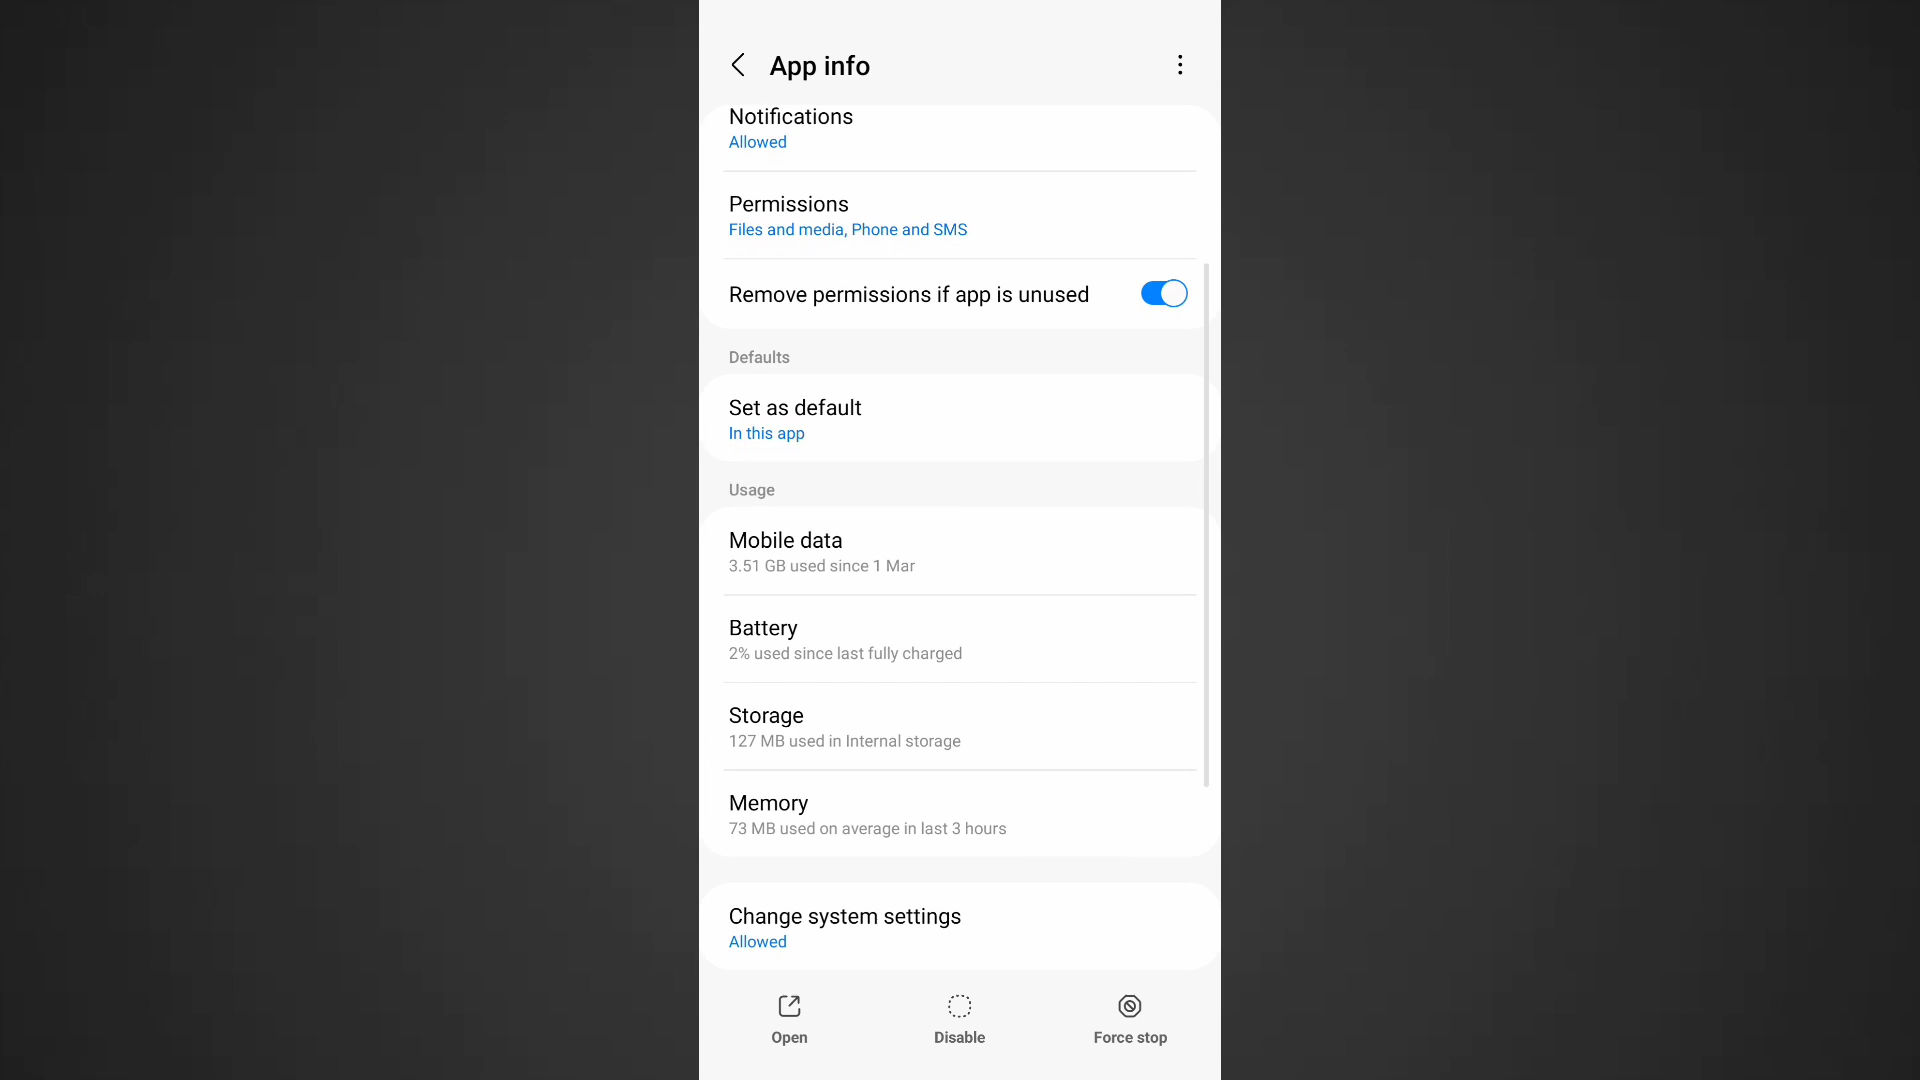 App info
Notifications
Allowed
Permissions
Files and media, Phone and SMS
Remove permissions if app is unused
Defaults
Set as default
In this app
Usage
Mobile data
3.51 GB used since 1 Mar
Battery
2% used since last fully charged
Storage
127 MB used in Internal storage
Memory
73 MB used on average in last 3 hours
Change system settings
Allowed
Open
Disable
Force stop